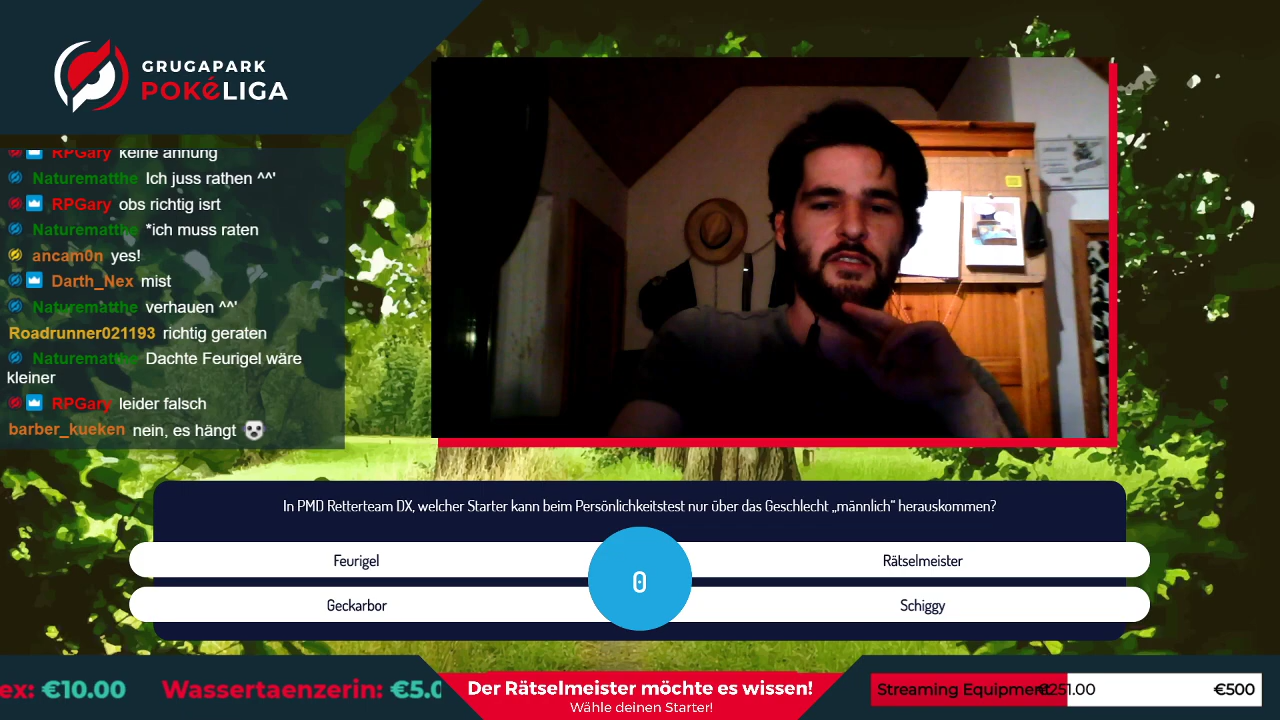 GRUGAPARK
POKéLIGA
RPGary keine ahnung
Naturematthe Ich juss rathen ^^'
RPGary obs richtig isrt
Naturematthe *ich muss raten
ancam0n yes!
Darth_Nex mist
Naturematthe verhauen ^^'
Roadrunner021193 richtig geraten
Naturematthe Dachte Feurigel wäre
kleiner
RPGary leider falsch
barber_kueken nein, es hängt
In PMD Retterteam DX, welcher Starter kann beim Persönlichkeitstest nur über das Geschlecht „männlich“ herauskommen?
Feurigel
Rätselmeister
0
Geckarbor
Schiggy
ex: €10.00 Wassertaenzerin: €5.0
Der Rätselmeister möchte es wissen!
Wähle deinen Starter!
Streaming Equipment €251.00 €500